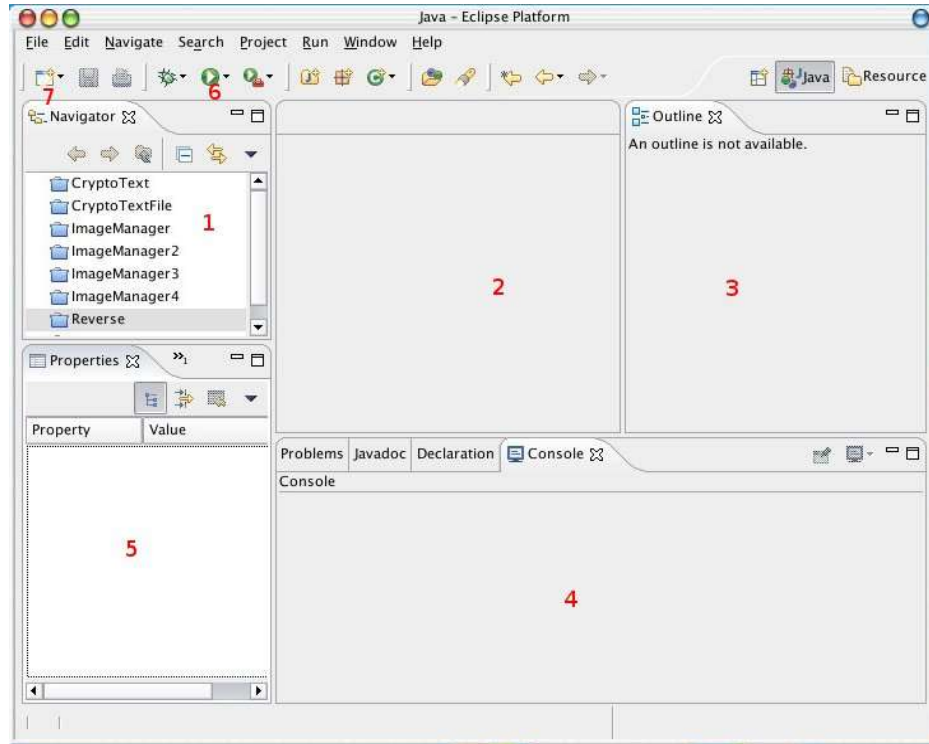 Java - Eclipse Platform
File Edit Navigate Search Project Run Window Help
Java Resource
7 6
Navigator
Outline
An outline is not available.
CryptoText
CryptoTextFile
ImageManager
1
ImageManager2
ImageManager3
ImageManager4
Reverse
2
3
Properties »1
Property Value
5
Problems Javadoc Declaration Console
Console
4